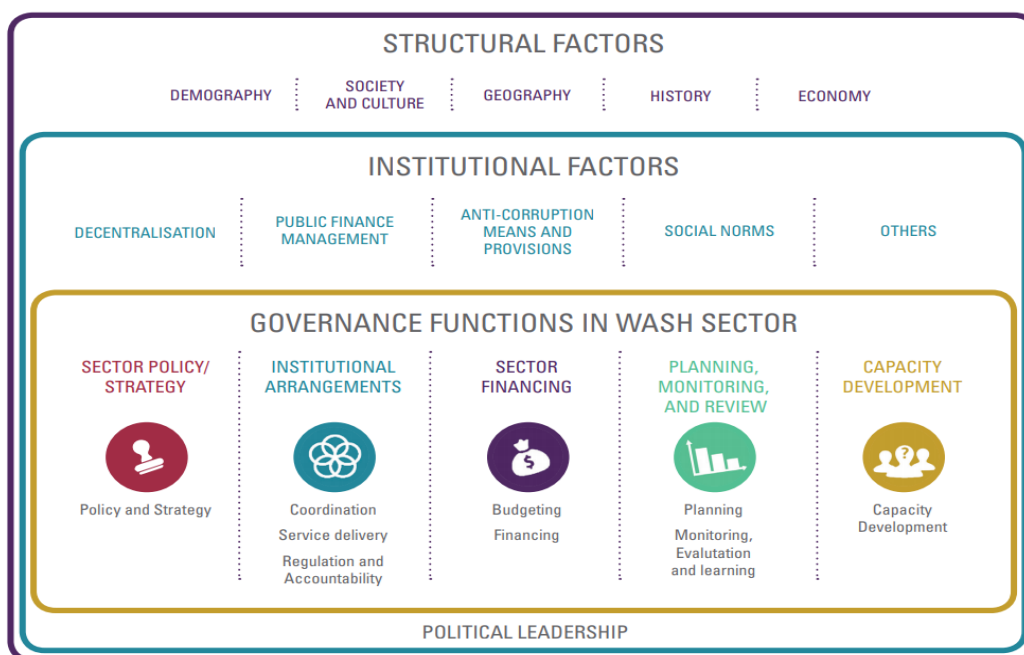 STRUCTURAL FACTORS
DEMOGRAPHY
SOCIETY
AND CULTURE
GEOGRAPHY
HISTORY
ECONOMY
INSTITUTIONAL FACTORS
DECENTRALISATION
PUBLIC FINANCE
MANAGEMENT
ANTI-CORRUPTION
MEANS AND
PROVISIONS
SOCIAL NORMS
OTHERS
GOVERNANCE FUNCTIONS IN WASH SECTOR
SECTOR POLICY/
STRATEGY
Policy and Strategy
INSTITUTIONAL
ARRANGEMENTS
Coordination
Service delivery
Regulation and
Accountability
SECTOR
FINANCING
$
Budgeting
Financing
PLANNING,
MONITORING,
AND REVIEW
Planning
Monitoring,
Evalutation
and learning
CAPACITY
DEVELOPMENT
?
Capacity
Development
POLITICAL LEADERSHIP